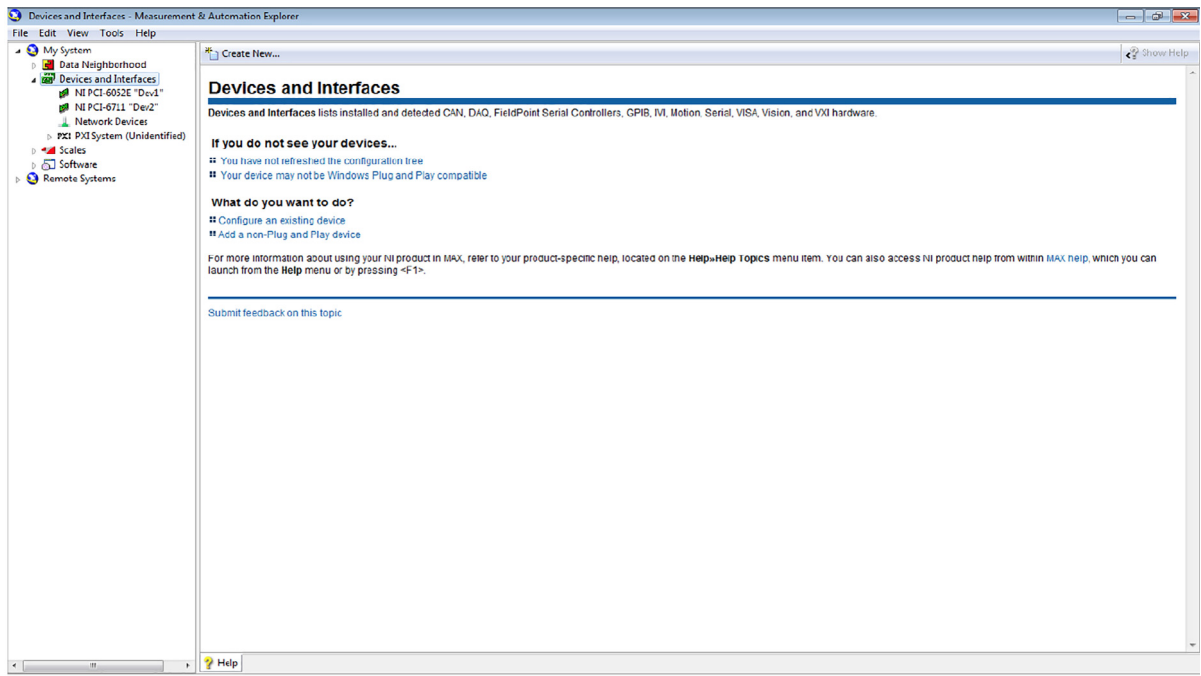 Devices and Interfaces - Measurement & Automation Explorer
File Edit View Tools Help
My System
Data Neighborhood
Devices and Interfaces
NI PCI-6052E "Dev1"
NI PCI-6711 "Dev2"
Network Devices
PXI PXI System (Unidentified)
Scales
Software
Remote Systems
Create New...
Show Help
Devices and Interfaces
Devices and Interfaces lists installed and detected CAN, DAQ, FieldPoint Serial Controllers, GPIB, IVI, Motion, Serial, VISA, Vision, and VXI hardware.
If you do not see your devices...
You have not refreshed the configuration tree
Your device may not be Windows Plug and Play compatible
What do you want to do?
Configure an existing device
Add a non-Plug and Play device
For more information about using your NI product in MAX, refer to your product-specific help, located on the Help»Help Topics menu item. You can also access NI product help from within MAX help, which you can
launch from the Help menu or by pressing <F1>.
Submit feedback on this topic
Help